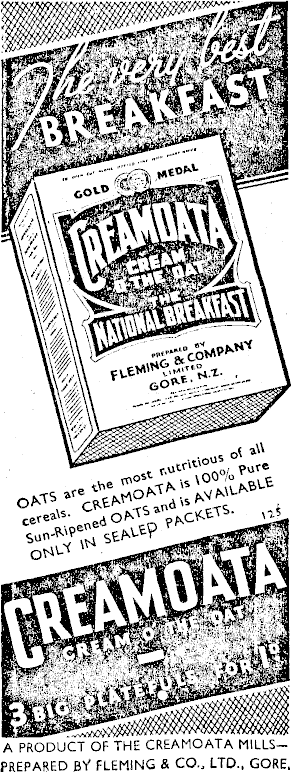 The very best
BREAKFAST
GOLD MEDAL
CREAMOATA
CREAM
O' THE OAT
THE
NATIONAL BREAKFAST
PREPARED BY
FLEMING & COMPANY
LIMITED
GORE, N.Z.
OATS are the most nutritious of all
cereals. CREAMOATA is 100% Pure
Sun-Ripened OATS and is AVAILABLE
ONLY IN SEALED PACKETS. 125
CREAMOATA
CREAM O' THE OAT
3 BIG PLATEFULS FOR 1d
A PRODUCT OF THE CREAMOATA MILLS—
PREPARED BY FLEMING & CO., LTD., GORE.